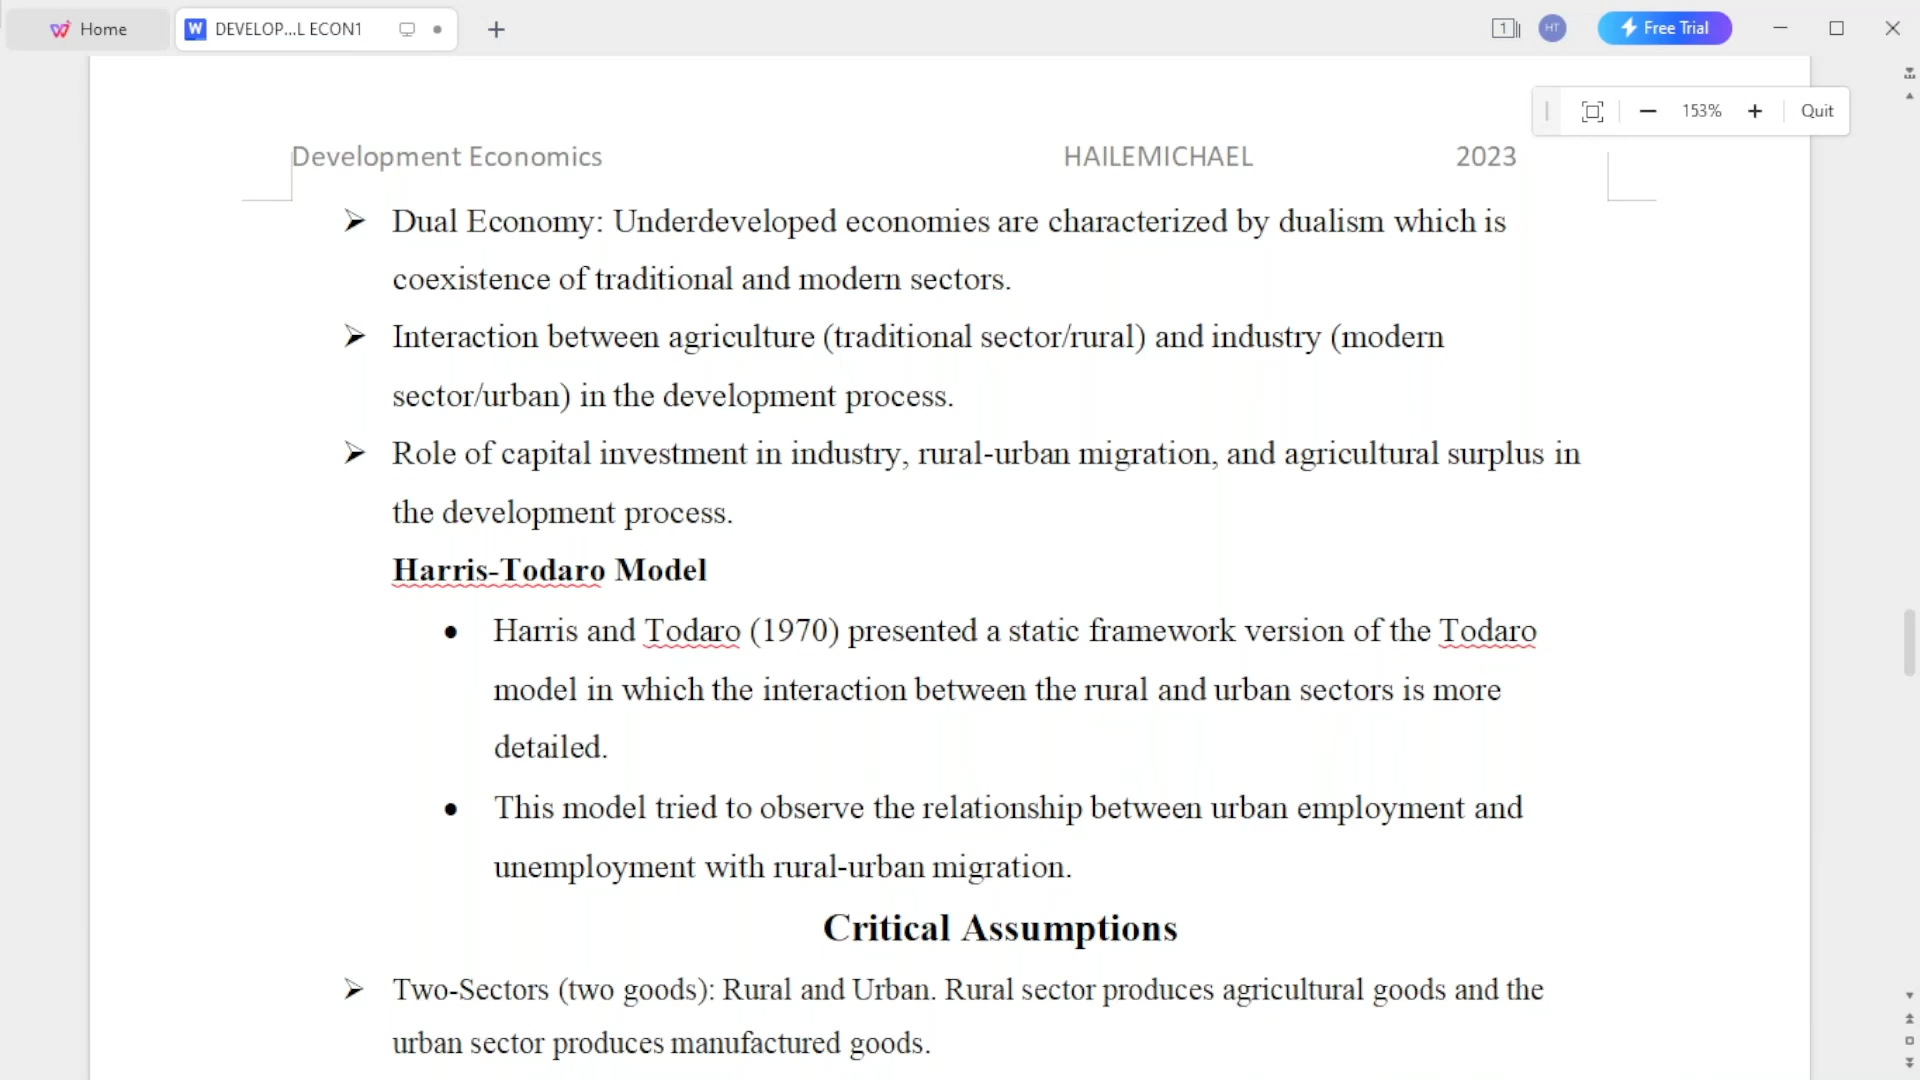 Home
DEVELOP...L ECON1
1
HT
Free Trial
153%
Quit
Development Economics HAILEMICHAEL 2023
➢ Dual Economy: Underdeveloped economies are characterized by dualism which is
coexistence of traditional and modern sectors.
➢ Interaction between agriculture (traditional sector/rural) and industry (modern
sector/urban) in the development process.
➢ Role of capital investment in industry, rural-urban migration, and agricultural surplus in
the development process.
Harris-Todaro Model
• Harris and Todaro (1970) presented a static framework version of the Todaro
model in which the interaction between the rural and urban sectors is more
detailed.
• This model tried to observe the relationship between urban employment and
unemployment with rural-urban migration.
Critical Assumptions
➢ Two-Sectors (two goods): Rural and Urban. Rural sector produces agricultural goods and the
urban sector produces manufactured goods.